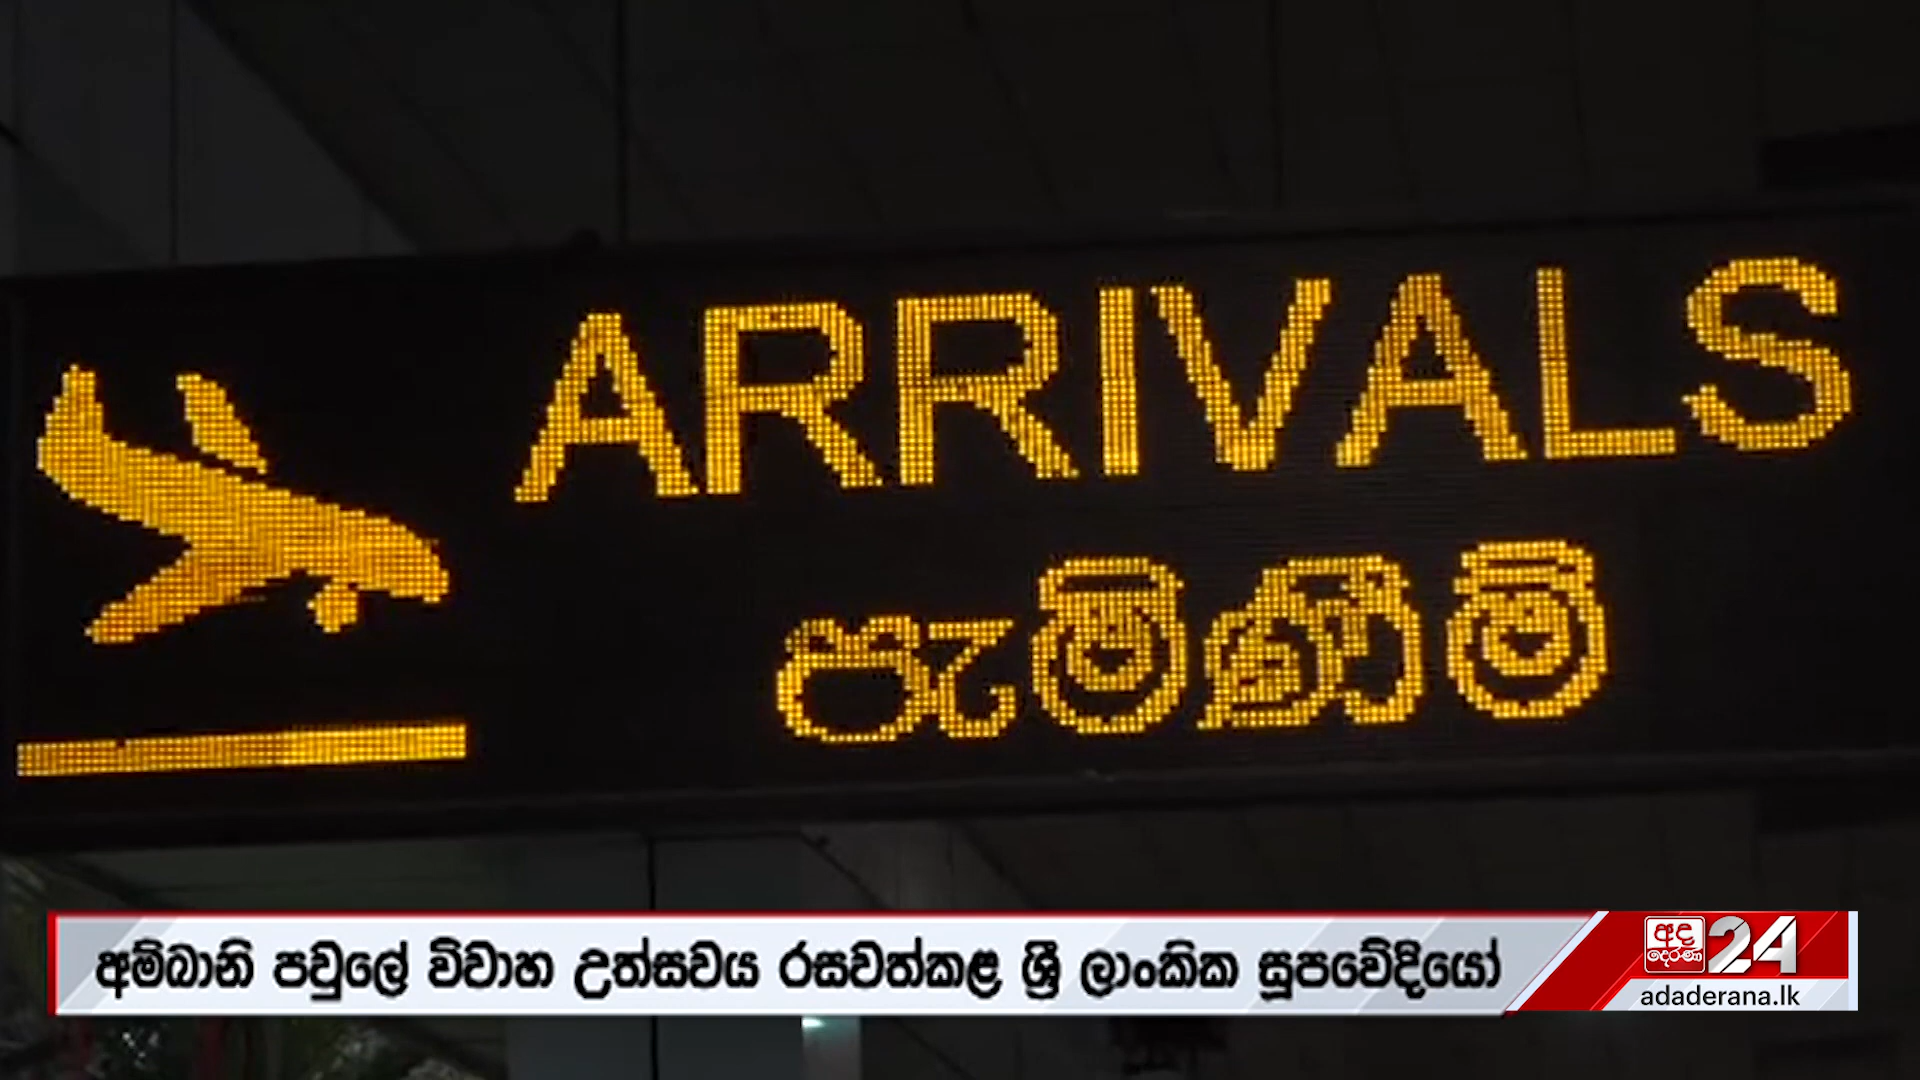 ARRIVALS
පැමිණීම්
අම්බානි පවුලේ විවාහ උත්සවය රසවත්කළ ශ්‍රී ලාංකික සූපවේදියෝ
අද දෙරණ 24
adaderana.lk